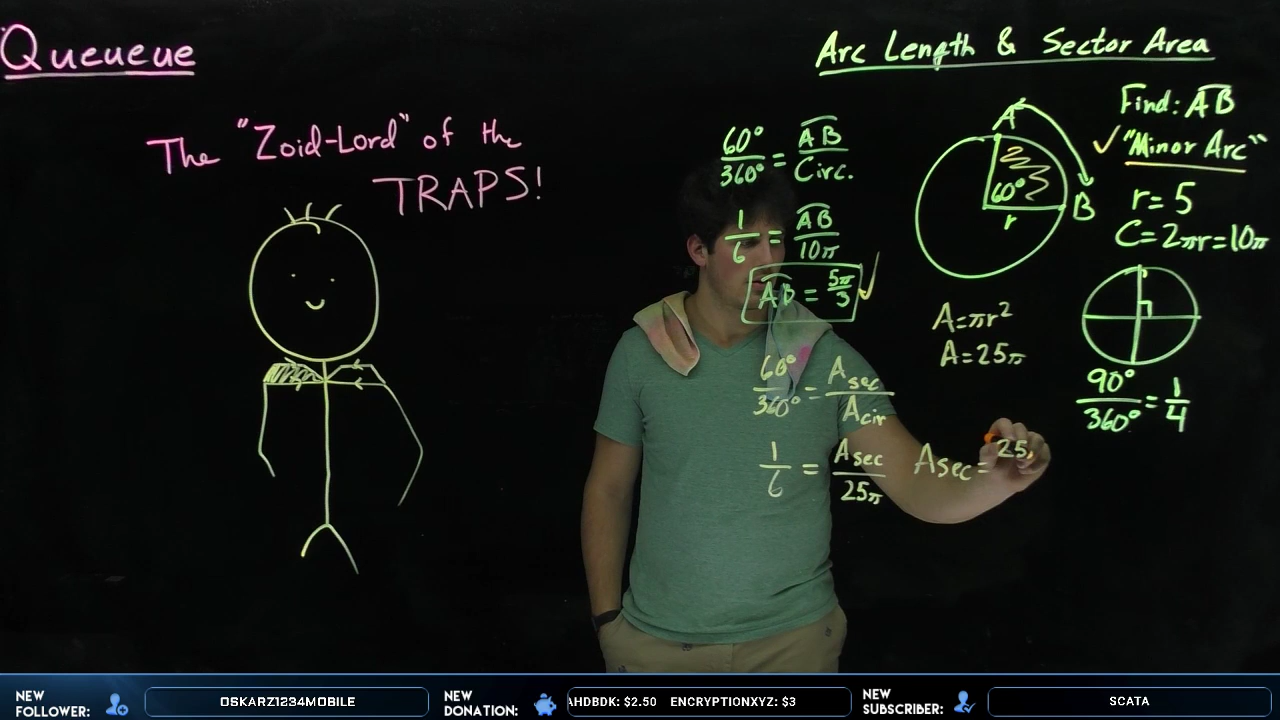 Queueue
The "Zoid-Lord" of the
TRAPS!
Arc Length & Sector Area
60°/360° = AB/Circ.
1/6 = AB/10π
AB = 5π/3
60°/360° = Asec/Acir
1/6 = Asec/25π
Asec = 25
A
60°
B
r
A=πr²
A=25π
Find: AB
✓ "Minor Arc"
r=5
C=2πr=10π
90°/360° = 1/4
NEW FOLLOWER:
OSKARZ1234MOBILE
NEW DONATION:
AHDBDK: $2.50 ENCRYPTIONXYZ: $3
NEW SUBSCRIBER:
SCATA